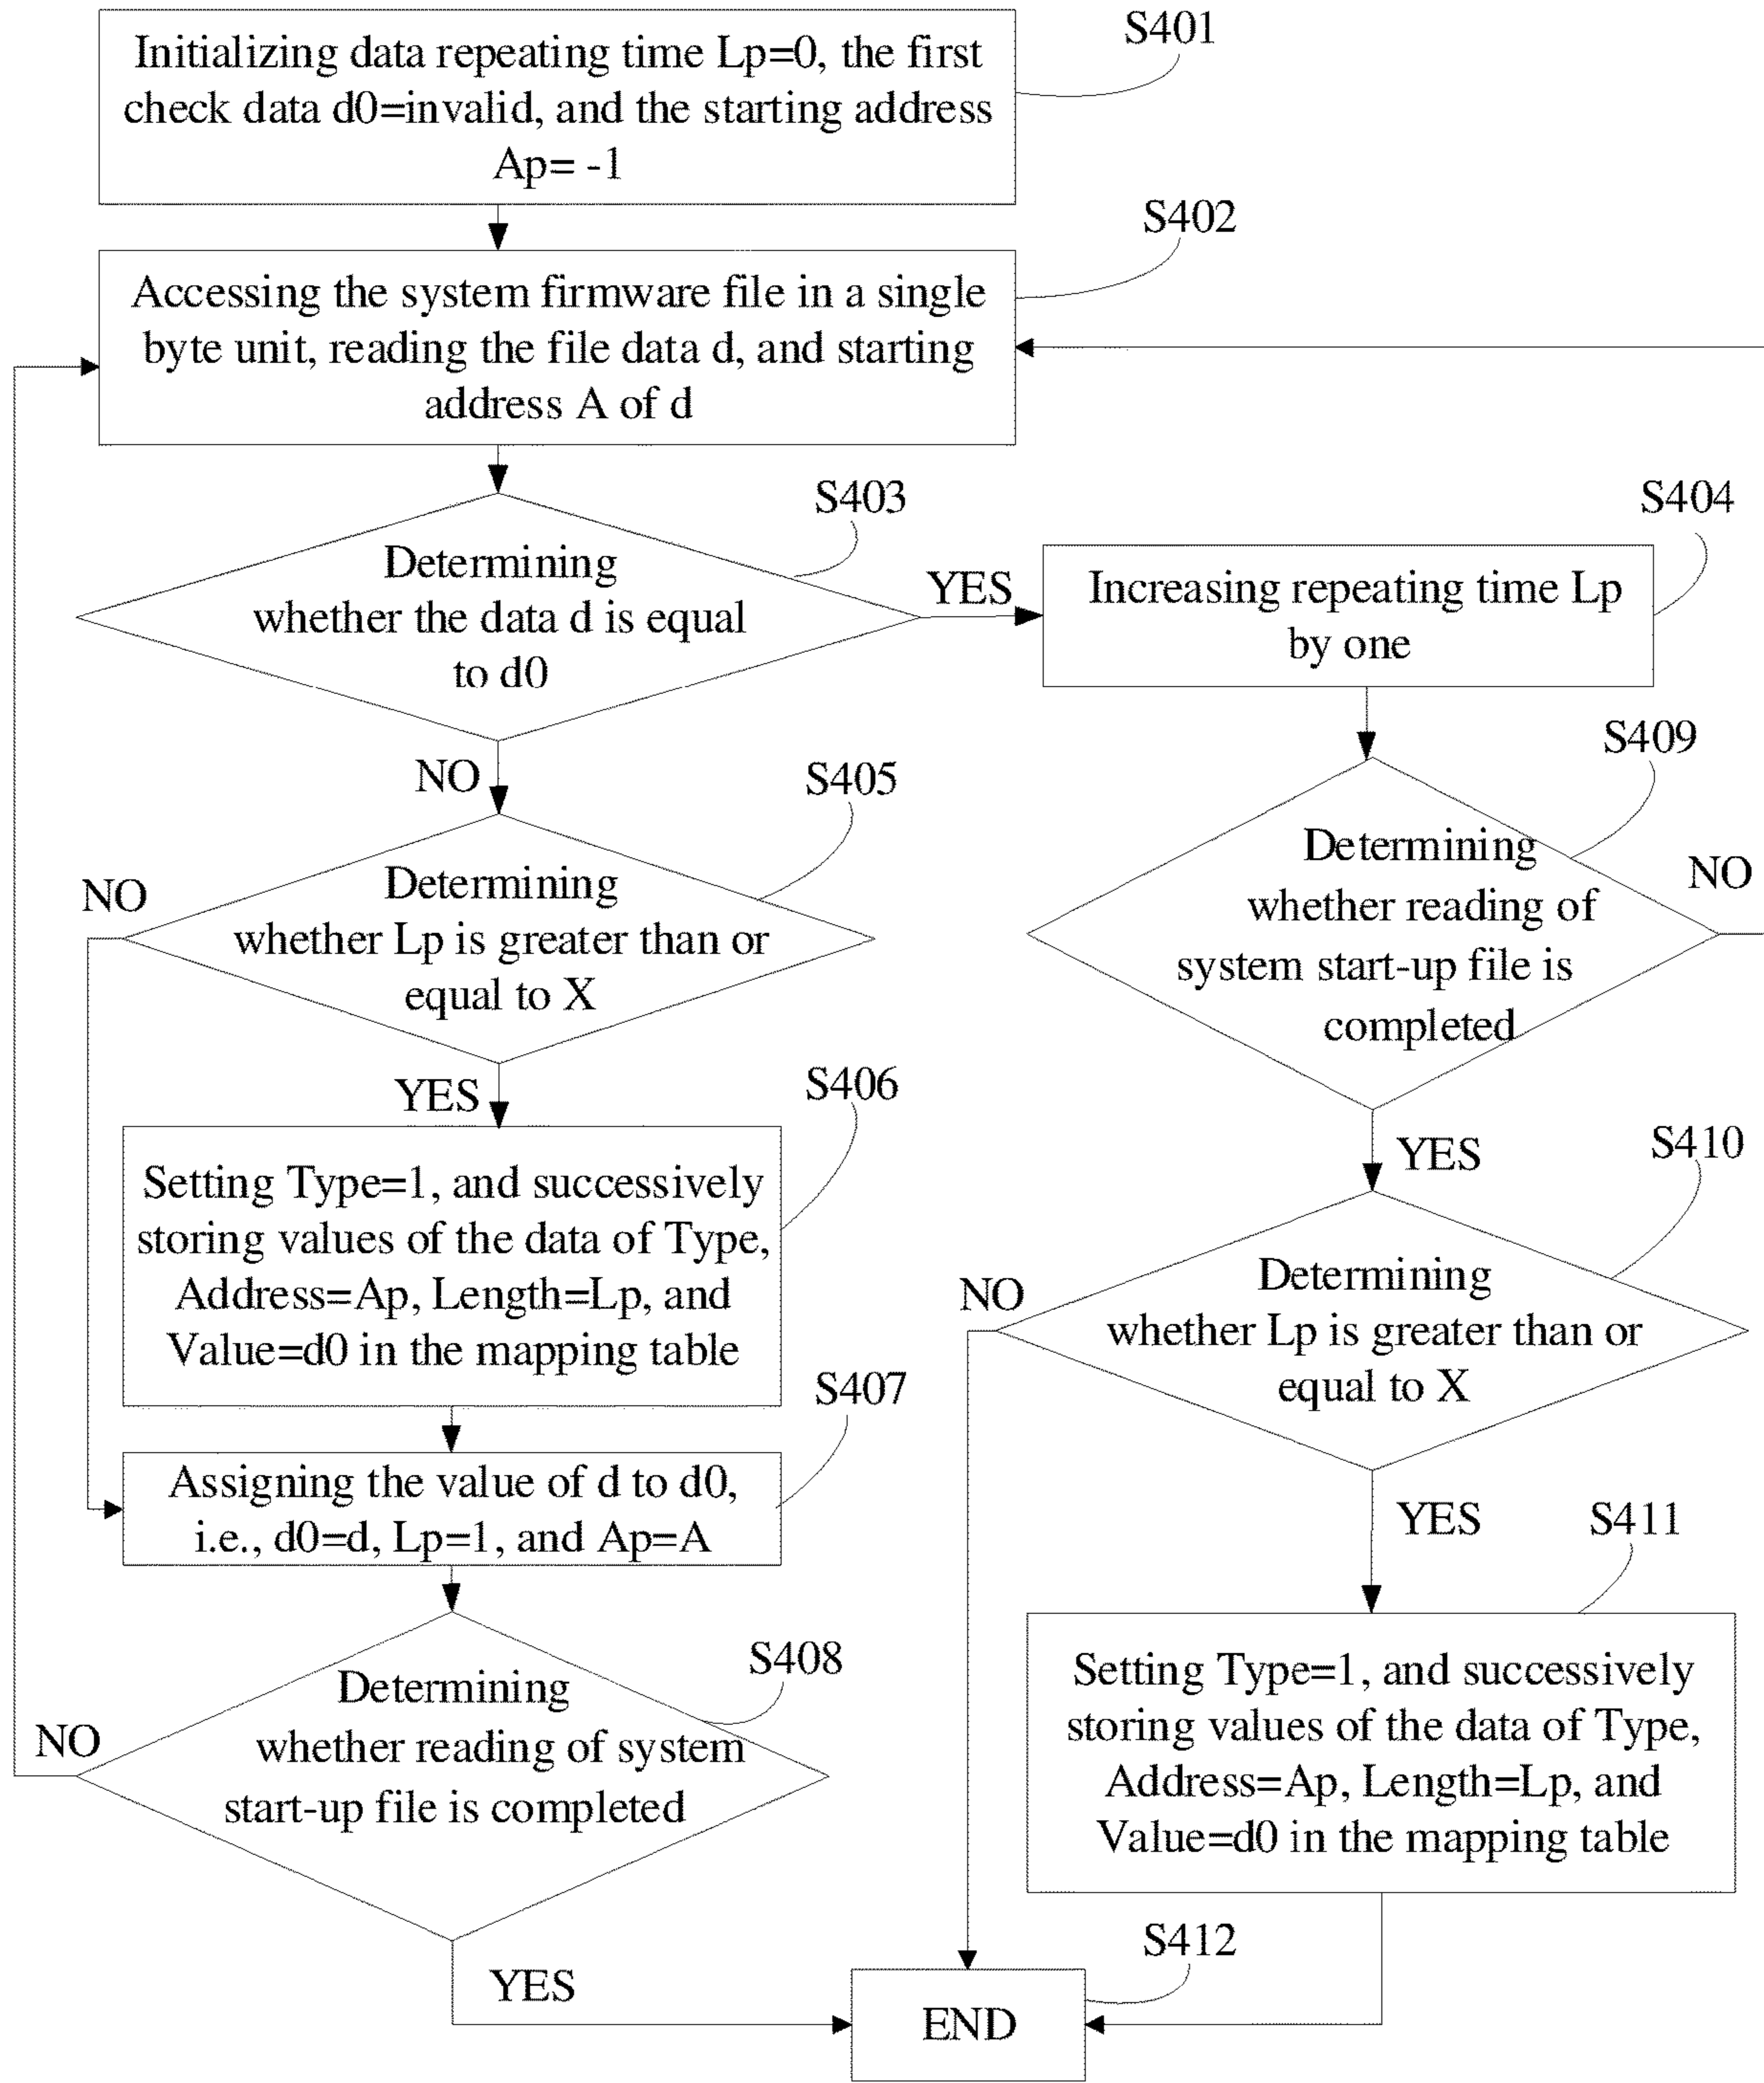 S401
Initializing data repeating time Lp=0, the first
check data d0=invalid, and the starting address
Ap= -1
S402
Accessing the system firmware file in a single
byte unit, reading the file data d, and starting
address A of d
S403
Determining
whether the data d is equal
to d0
YES
S404
Increasing repeating time Lp
by one
NO
S405
Determining
whether Lp is greater than or
equal to X
NO
S409
Determining
whether reading of
system start-up file is
completed
NO
YES
S406
Setting Type=1, and successively
storing values of the data of Type,
Address=Ap, Length=Lp, and
Value=d0 in the mapping table
YES
S410
Determining
whether Lp is greater than or
equal to X
NO
S407
Assigning the value of d to d0,
i.e., d0=d, Lp=1, and Ap=A
YES
S411
Setting Type=1, and successively
storing values of the data of Type,
Address=Ap, Length=Lp, and
Value=d0 in the mapping table
S408
Determining
whether reading of system
start-up file is completed
NO
YES
S412
END